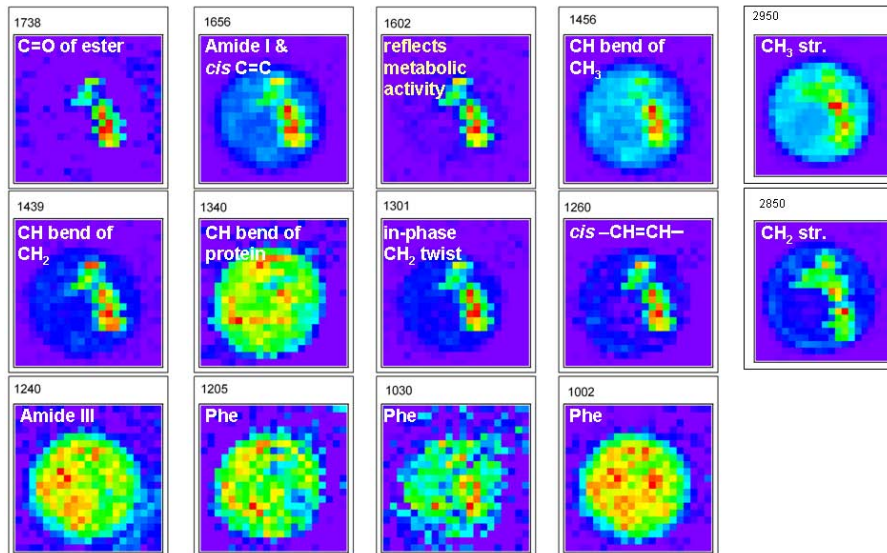 1738
C=O of ester
1656
Amide I &
cis C=C
1602
reflects
metabolic
activity
1456
CH bend of
CH₃
2950
CH₃ str.
1439
CH bend of
CH₂
1340
CH bend of
protein
1301
in-phase
CH₂ twist
1260
cis –CH=CH–
2850
CH₂ str.
1240
Amide III
1205
Phe
1030
Phe
1002
Phe